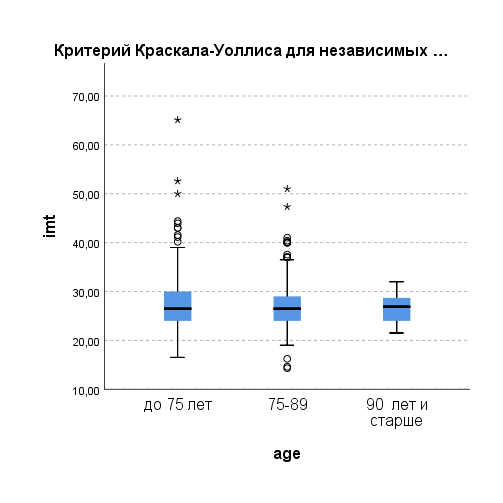 Критерий Краскала-Уоллиса для независимых …
70,00
60,00
50,00
40,00
30,00
20,00
10,00
imt
до 75 лет
75-89
90 лет и
старше
age